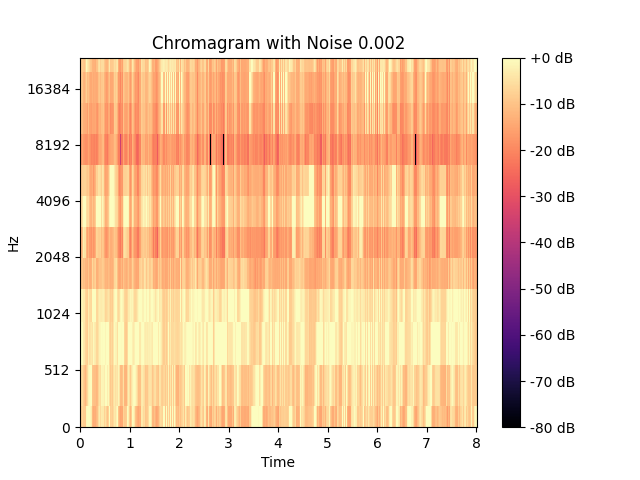 Chromagram with Noise 0.002
Hz
16384
8192
4096
2048
1024
512
0
0 1 2 3 4 5 6 7 8
Time
+0 dB
-10 dB
-20 dB
-30 dB
-40 dB
-50 dB
-60 dB
-70 dB
-80 dB